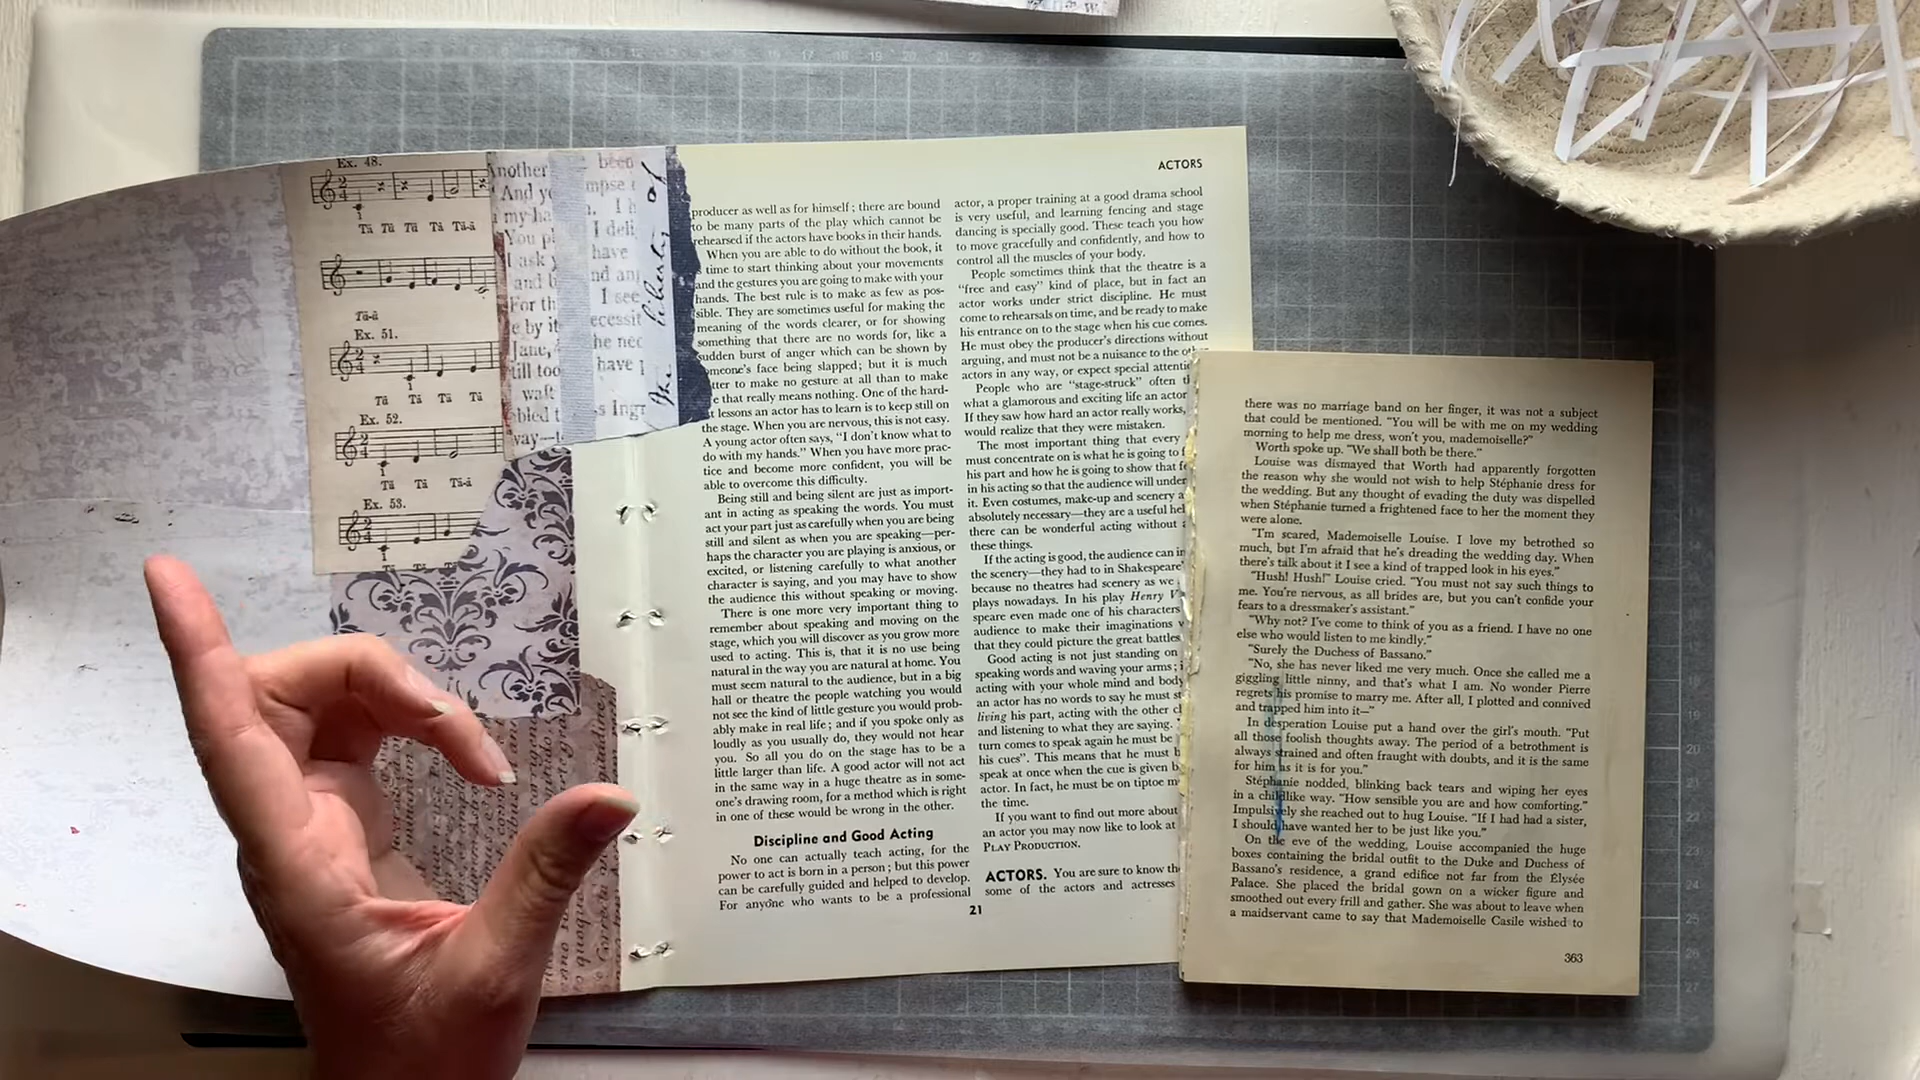 Ex. 48.
Tä Tä Tä Tä Tä-ä
Tä-ä
Ex. 51.
Tä Tä Tä Tä
Ex. 52.
Tä Tä Tä-ä
Ex. 53.
been
And
my
You
I deli
have
I ask
and
nd
For th
I see
e by it
ecessit
Jane,
he nec
till too
have
waft
bled t
s Ingr
way—
the liberty of
ACTORS
producer as well as for himself; there are bound
to be many parts of the play which cannot be
rehearsed if the actors have books in their hands.
When you are able to do without the book, it
time to start thinking about your movements
and the gestures you are going to make with your
hands. The best rule is to make as few as pos-
sible. They are sometimes useful for making the
meaning of the words clearer, or for showing
something that there are no words for, like a
sudden burst of anger which can be shown by
someone's face being slapped; but it is much
tter to make no gesture at all than to make
e that really means nothing. One of the hard-
t lessons an actor has to learn is to keep still on
the stage. When you are nervous, this is not easy.
A young actor often says, "I don't know what to
do with my hands." When you have more prac-
tice and become more confident, you will be
able to overcome this difficulty.
Being still and being silent are just as import-
ant in acting as speaking the words. You must
act your part just as carefully when you are being
still and silent as when you are speaking—per-
haps the character you are playing is anxious, or
excited, or listening carefully to what another
character is saying, and you may have to show
the audience this without speaking or moving.
There is one more very important thing to
remember about speaking and moving on the
stage, which you will discover as you grow more
used to acting. This is, that it is no use being
natural in the way you are natural at home. You
must seem natural to the audience, but in a big
hall or theatre the people watching you would
not see the kind of little gesture you would prob-
ably make in real life; and if you spoke only as
loudly as you usually do, they would not hear
you. So all you do on the stage has to be a
little larger than life. A good actor will not act
in the same way in a huge theatre as in some-
one's drawing room, for a method which is right
in one of these would be wrong in the other.
Discipline and Good Acting
No one can actually teach acting, for the
power to act is born in a person; but this power
can be carefully guided and helped to develop.
For anyone who wants to be a professional
actor, a proper training at a good drama school
is very useful, and learning fencing and stage
dancing is specially good. These teach you how
to move gracefully and confidently, and how to
control all the muscles of your body.
People sometimes think that the theatre is a
"free and easy" kind of place, but in fact an
actor works under strict discipline. He must
come to rehearsals on time, and be ready to make
his entrance on to the stage when his cue comes.
He must obey the producer's directions without
arguing, and must not be a nuisance to the oth
actors in any way, or expect special attentio
People who are "stage-struck" often th
what a glamorous and exciting life an actor
If they saw how hard an actor really works,
would realize that they were mistaken.
The most important thing that every
must concentrate on is what he is going to
his part and how he is going to show that f
in his acting so that the audience will under
it. Even costumes, make-up and scenery a
absolutely necessary—they are a useful hel
there can be wonderful acting without a
these things.
If the acting is good, the audience can im
the scenery—they had to in Shakespeare'
because no theatres had scenery as we
plays nowadays. In his play Henry V
speare even made one of his characters
audience to make their imaginations w
that they could picture the great battles
Good acting is not just standing on
speaking words and waving your arms; i
acting with your whole mind and body
an actor has no words to say he must st
living his part, acting with the other ch
and listening to what they are saying.
turn comes to speak again he must be
his cues". This means that he must b
speak at once when the cue is given b
actor. In fact, he must be on tiptoe m
the time.
If you want to find out more about
an actor you may now like to look at
PLAY PRODUCTION.
ACTORS. You are sure to know th
some of the actors and actresses
21
there was no marriage band on her finger, it was not a subject
that could be mentioned. "You will be with me on my wedding
morning to help me dress, won't you, mademoiselle?"
Worth spoke up. "We shall both be there."
Louise was dismayed that Worth had apparently forgotten
the reason why she would not wish to help Stéphanie dress for
the wedding. But any thought of evading the duty was dispelled
when Stéphanie turned a frightened face to her the moment they
were alone.
"I'm scared, Mademoiselle Louise. I love my betrothed so
much, but I'm afraid that he's dreading the wedding day. When
there's talk about it I see a kind of trapped look in his eyes."
"Hush! Hush!" Louise cried. "You must not say such things to
me. You're nervous, as all brides are, but you can't confide your
fears to a dressmaker's assistant."
"Why not? I've come to think of you as a friend. I have no one
else who would listen to me kindly."
"Surely the Duchess of Bassano."
"No, she has never liked me very much. Once she called me a
giggling little ninny, and that's what I am. No wonder Pierre
regrets his promise to marry me. After all, I plotted and connived
and trapped him into it—"
In desperation Louise put a hand over the girl's mouth. "Put
all those foolish thoughts away. The period of a betrothment is
always strained and often fraught with doubts, and it is the same
for him as it is for you."
Stéphanie nodded, blinking back tears and wiping her eyes
in a childlike way. "How sensible you are and how comforting."
Impulsively she reached out to hug Louise. "If I had had a sister,
I should have wanted her to be just like you."
On the eve of the wedding, Louise accompanied the huge
boxes containing the bridal outfit to the Duke and Duchess of
Bassano's residence, a grand edifice not far from the Élysée
Palace. She placed the bridal gown on a wicker figure and
smoothed out every frill and gather. She was about to leave when
a maidservant came to say that Mademoiselle Casile wished to
363